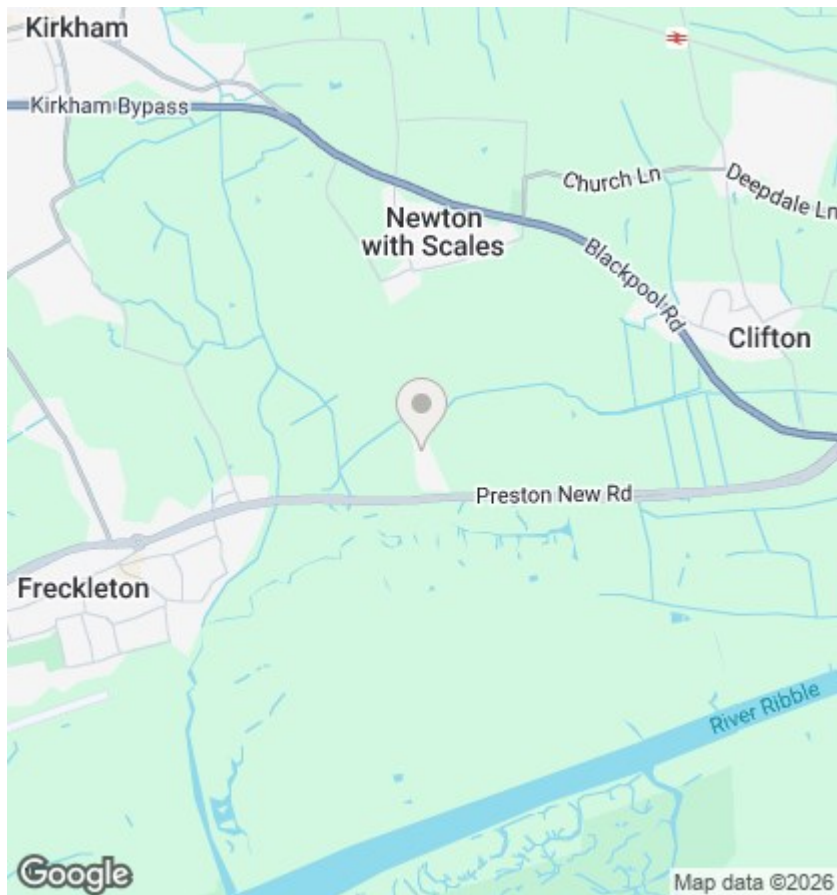 Kirkham
Kirkham Bypass
Church Ln
Deepdale Ln
Newton
with Scales
Blackpool Rd
Clifton
Preston New Rd
Freckleton
River Ribble
Google
Map data ©2026